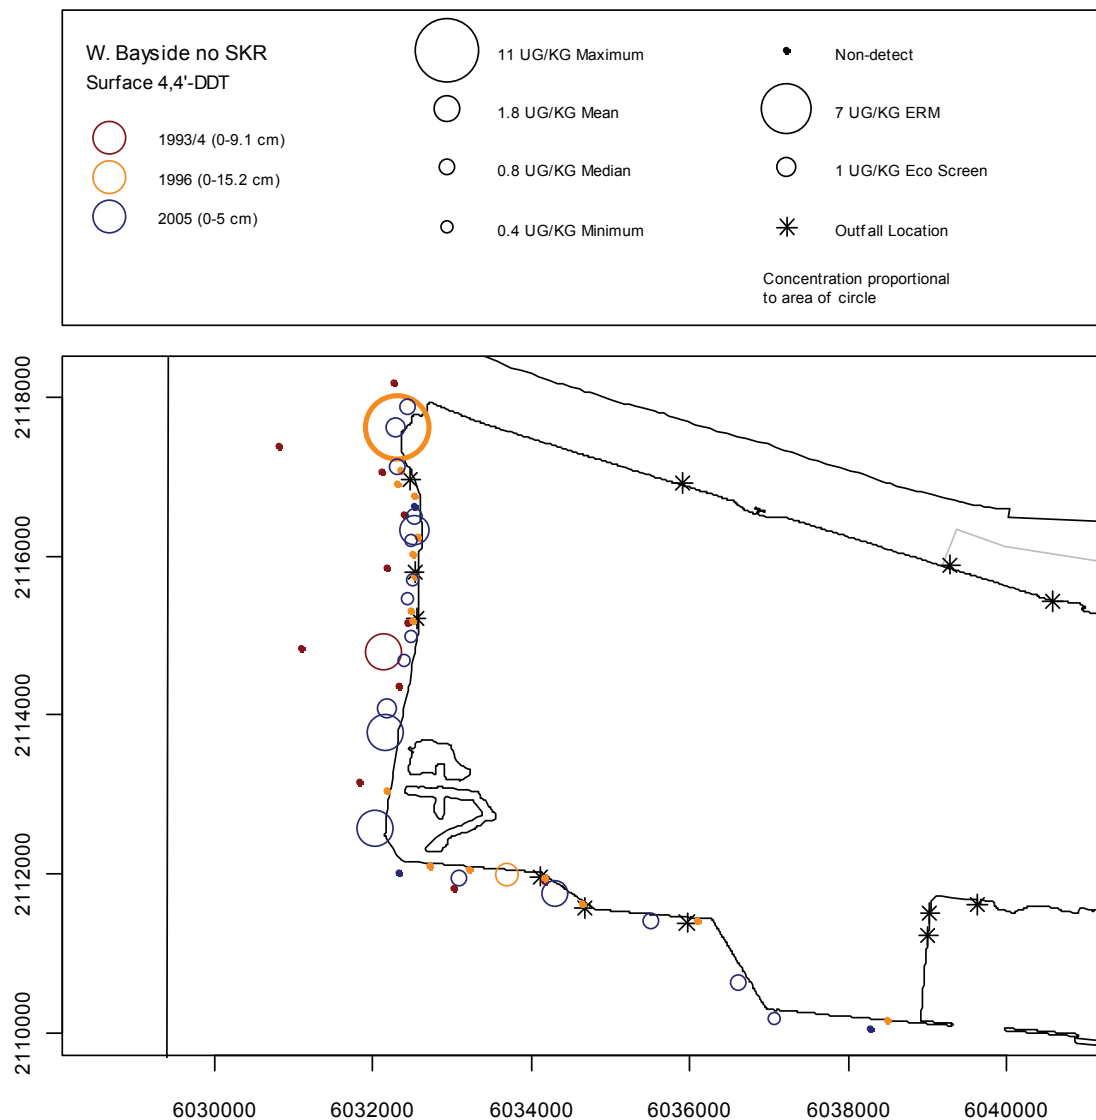 W. Bayside no SKR
Surface 4,4'-DDT
1993/4 (0-9.1 cm)
1996 (0-15.2 cm)
2005 (0-5 cm)
11 UG/KG Maximum
1.8 UG/KG Mean
0.8 UG/KG Median
0.4 UG/KG Minimum
Non-detect
7 UG/KG ERM
1 UG/KG Eco Screen
Outfall Location
Concentration proportional
to area of circle
2118000
2116000
2114000
2112000
2110000
6030000
6032000
6034000
6036000
6038000
6040000